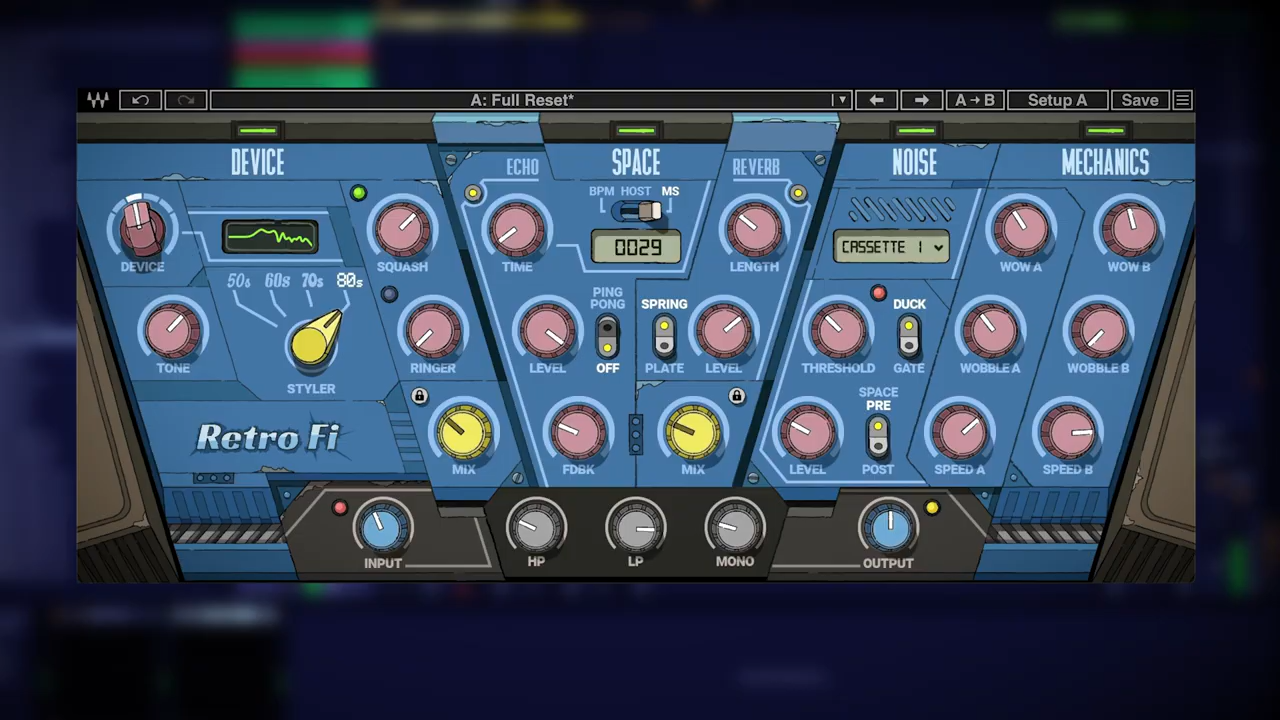 A: Full Reset*
A→B
Setup A
Save
DEVICE
ECHO
SPACE
REVERB
NOISE
MECHANICS
BPM HOST MS
0029
CASSETTE 1
DEVICE
SQUASH
TIME
LENGTH
WOW A
WOW B
50s 60s 70s 80s
PING
PONG
SPRING
DUCK
TONE
STYLER
RINGER
LEVEL
OFF
PLATE
LEVEL
THRESHOLD
GATE
WOBBLE A
WOBBLE B
SPACE
PRE
Retro Fi
MIX
FDBK
MIX
LEVEL
POST
SPEED A
SPEED B
INPUT
HP
LP
MONO
OUTPUT